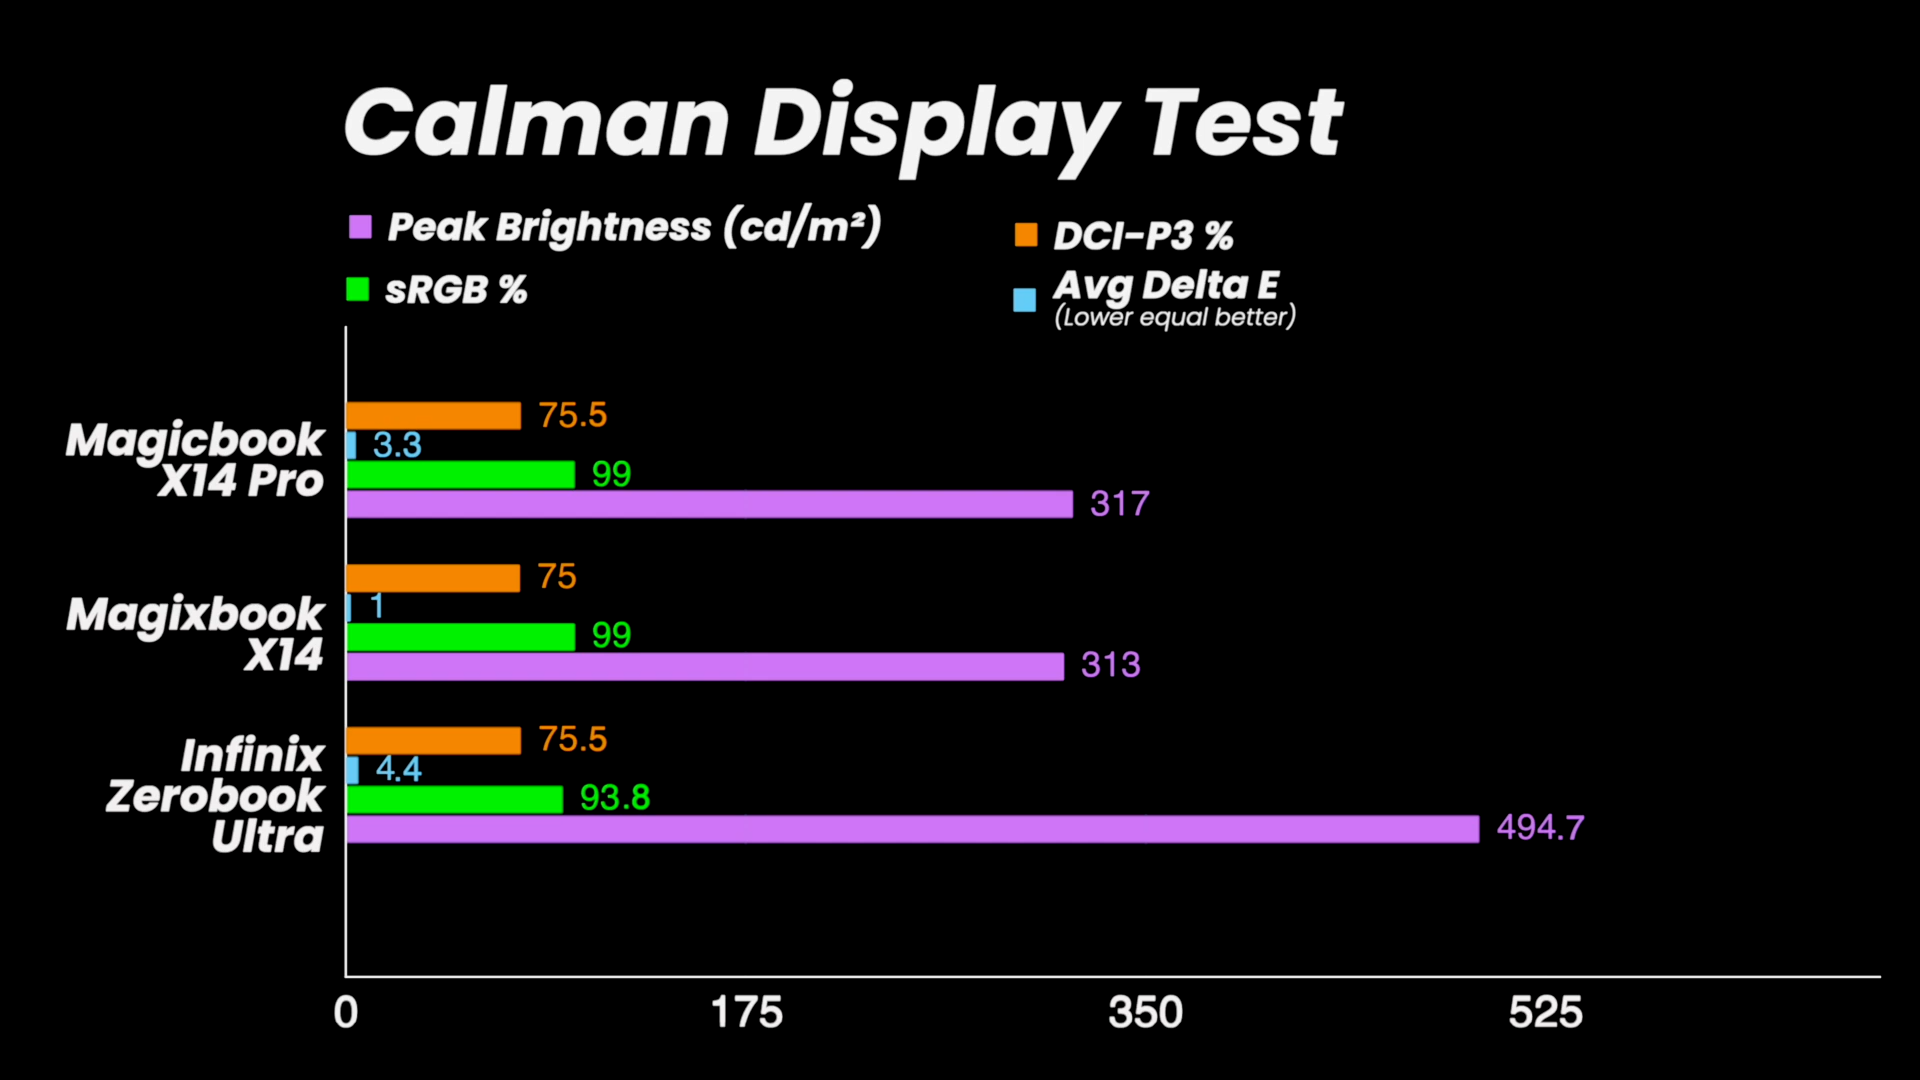 Calman Display Test
Peak Brightness (cd/m²)
DCI-P3 %
sRGB %
Avg Delta E
(Lower equal better)
Magicbook
X14 Pro
75.5
3.3
99
317
Magixbook
X14
75
1
99
313
Infinix
Zerobook
Ultra
75.5
4.4
93.8
494.7
0 175 350 525